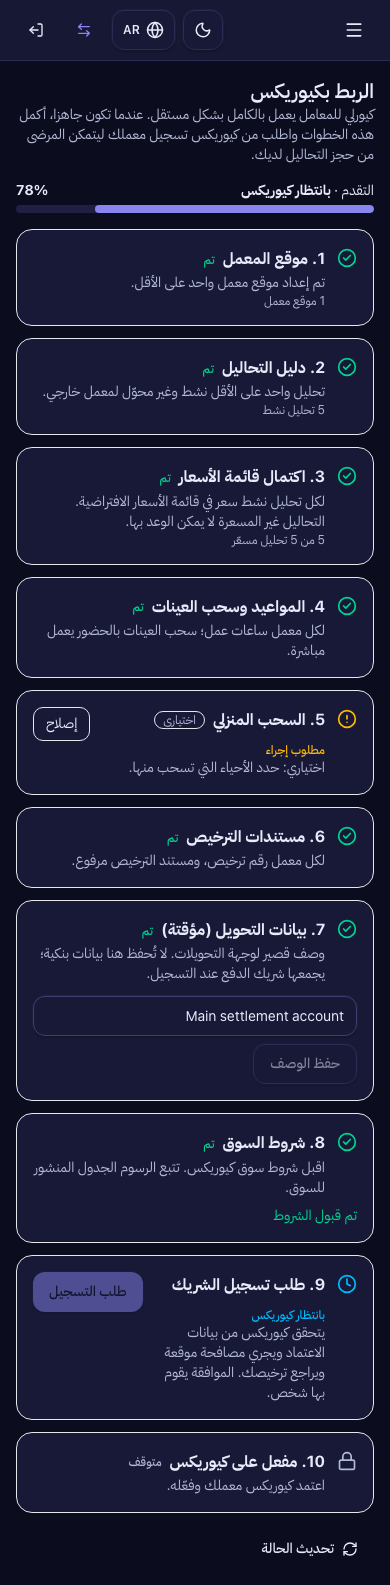 AR
الربط بكيوريكس
كيورلي للمعامل يعمل بالكامل بشكل مستقل. عندما تكون جاهزا، أكمل
هذه الخطوات واطلب من كيوريكس تسجيل معملك ليتمكن المرضى
من حجز التحاليل لديك.
التقدم · بانتظار كيوريكس
78%
1. موقع المعمل تم
تم إعداد موقع معمل واحد على الأقل.
1 موقع معمل
2. دليل التحاليل تم
تحليل واحد على الأقل نشط وغير محوّل لمعمل خارجي.
5 تحليل نشط
3. اكتمال قائمة الأسعار تم
لكل تحليل نشط سعر في قائمة الأسعار الافتراضية.
التحاليل غير المسعرة لا يمكن الوعد بها.
5 من 5 تحليل مسعّر
4. المواعيد وسحب العينات تم
لكل معمل ساعات عمل؛ سحب العينات بالحضور يعمل
مباشرة.
5. السحب المنزلي اختياري
إصلاح
مطلوب إجراء
اختياري: حدد الأحياء التي تسحب منها.
6. مستندات الترخيص تم
لكل معمل رقم ترخيص، ومستند الترخيص مرفوع.
7. بيانات التحويل (مؤقتة) تم
وصف قصير لوجهة التحويلات. لا تُحفظ هنا بيانات بنكية؛
يجمعها شريك الدفع عند التسجيل.
Main settlement account
حفظ الوصف
8. شروط السوق تم
اقبل شروط سوق كيوريكس. تتبع الرسوم الجدول المنشور
للسوق.
تم قبول الشروط
9. طلب تسجيل الشريك
طلب التسجيل
بانتظار كيوريكس
يتحقق كيوريكس من بيانات
الاعتماد ويجري مصافحة موقعة
ويراجع ترخيصك. الموافقة يقوم
بها شخص.
10. مفعل على كيوريكس متوقف
اعتمد كيوريكس معملك وفعّله.
تحديث الحالة